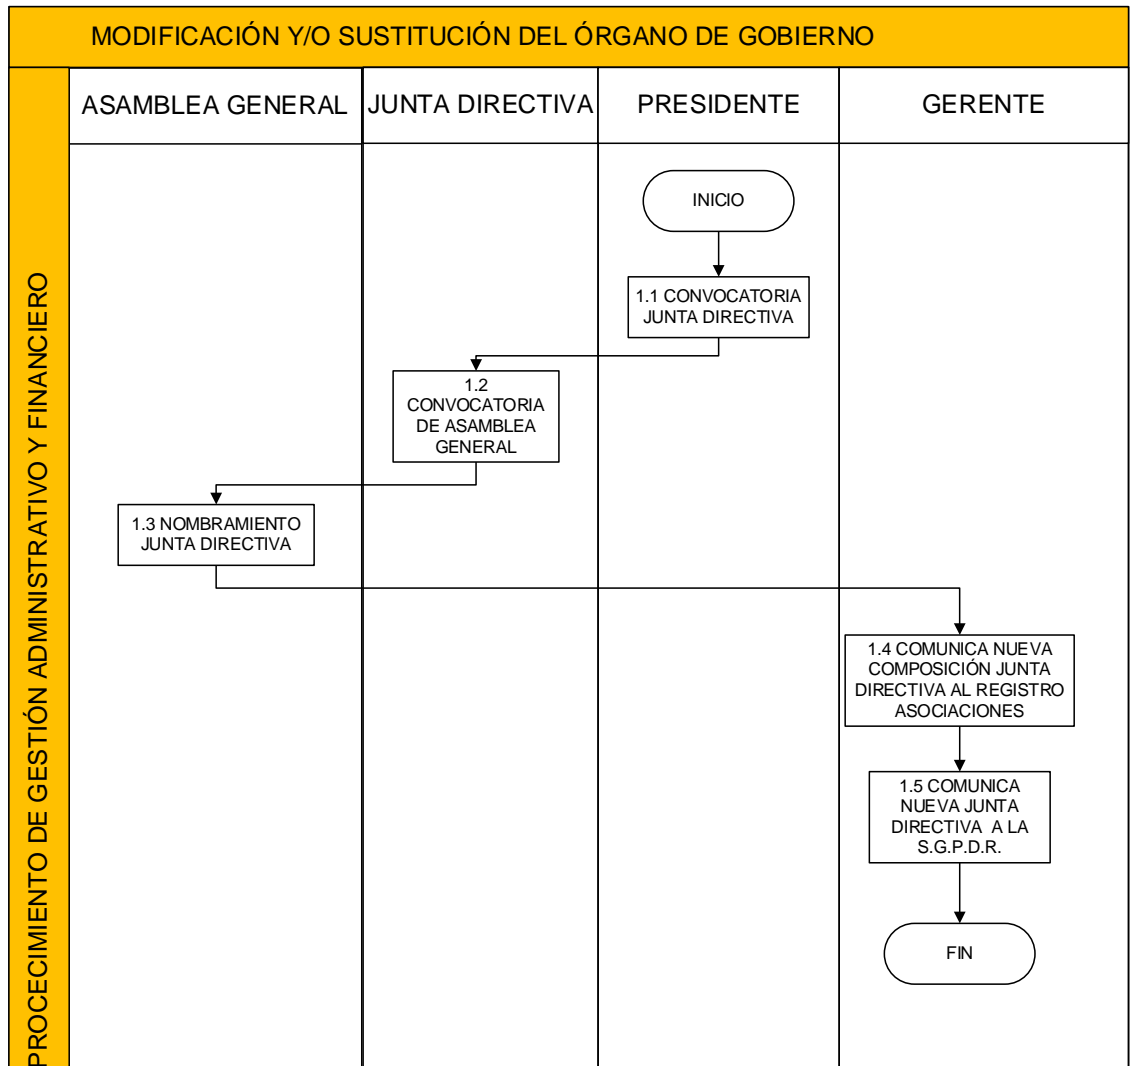 MODIFICACIÓN Y/O SUSTITUCIÓN DEL ÓRGANO DE GOBIERNO
PROCECIMIENTO DE GESTIÓN ADMINISTRATIVO Y FINANCIERO
ASAMBLEA GENERAL
JUNTA DIRECTIVA
PRESIDENTE
GERENTE
INICIO
1.1 CONVOCATORIA
JUNTA DIRECTIVA
1.2
CONVOCATORIA
DE ASAMBLEA
GENERAL
1.3 NOMBRAMIENTO
JUNTA DIRECTIVA
1.4 COMUNICA NUEVA
COMPOSICIÓN JUNTA
DIRECTIVA AL REGISTRO
ASOCIACIONES
1.5 COMUNICA
NUEVA JUNTA
DIRECTIVA A LA
S.G.P.D.R.
FIN